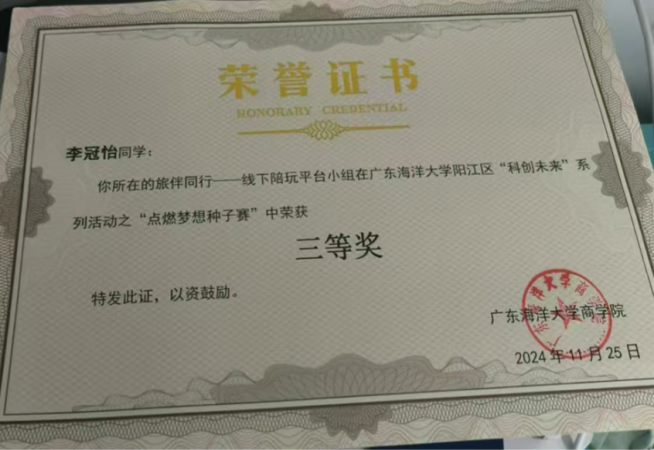 荣誉证书
HONORARY CREDENTIAL
李冠怡同学：
你所在的旅伴同行——线下陪玩平台小组在广东海洋大学阳江区“科创未来”系
列活动之“点燃梦想种子赛”中荣获
三等奖
特发此证，以资鼓励。
广东海洋大学商学院
2024年11月25日